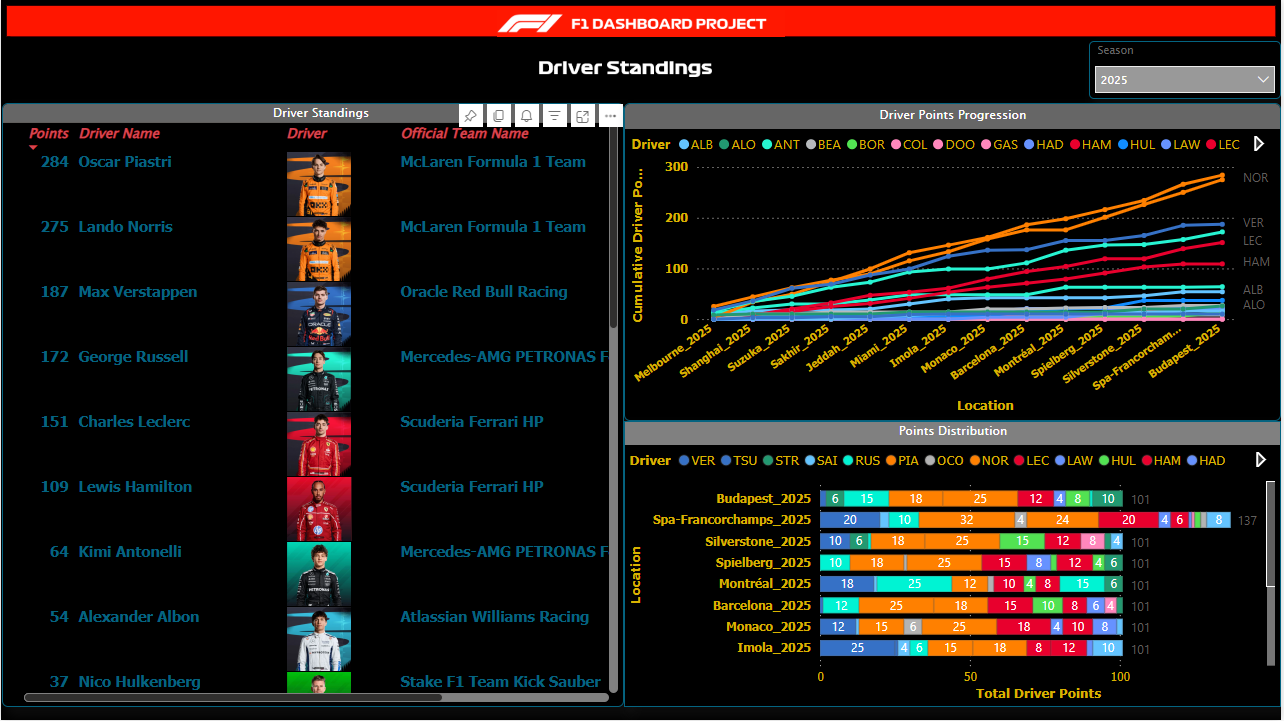 F1 DASHBOARD PROJECT
Driver Standings
Season
2025
Driver Standings
Points Driver Name Driver Official Team Name
284 Oscar Piastri McLaren Formula 1 Team
275 Lando Norris McLaren Formula 1 Team
187 Max Verstappen Oracle Red Bull Racing
172 George Russell Mercedes-AMG PETRONAS F
151 Charles Leclerc Scuderia Ferrari HP
109 Lewis Hamilton Scuderia Ferrari HP
64 Kimi Antonelli Mercedes-AMG PETRONAS F
54 Alexander Albon Atlassian Williams Racing
37 Nico Hulkenberg Stake F1 Team Kick Sauber
Driver Points Progression
Driver ALB ALO ANT BEA BOR COL DOO GAS HAD HAM HUL LAW LEC
Cumulative Driver Po...
300
200
100
0
NOR
VER
LEC
HAM
ALB
ALO
Melbourne_2025
Shanghai_2025
Suzuka_2025
Sakhir_2025
Jeddah_2025
Miami_2025
Imola_2025
Monaco_2025
Barcelona_2025
Montréal_2025
Spielberg_2025
Silverstone_2025
Spa-Francorcham...
Budapest_2025
Location
Points Distribution
Driver VER TSU STR SAI RUS PIA OCO NOR LEC LAW HUL HAM HAD
Location
Budapest_2025 6 15 18 25 12 4 8 10 101
Spa-Francorchamps_2025 20 10 32 4 24 20 4 6 8 137
Silverstone_2025 10 6 18 25 15 12 8 4 101
Spielberg_2025 10 18 25 15 8 12 4 6 101
Montréal_2025 18 25 12 10 4 8 15 6 101
Barcelona_2025 12 25 18 15 10 8 6 4 101
Monaco_2025 12 15 6 25 18 4 10 8 101
Imola_2025 25 4 6 15 18 8 12 10 101
0 50 100
Total Driver Points